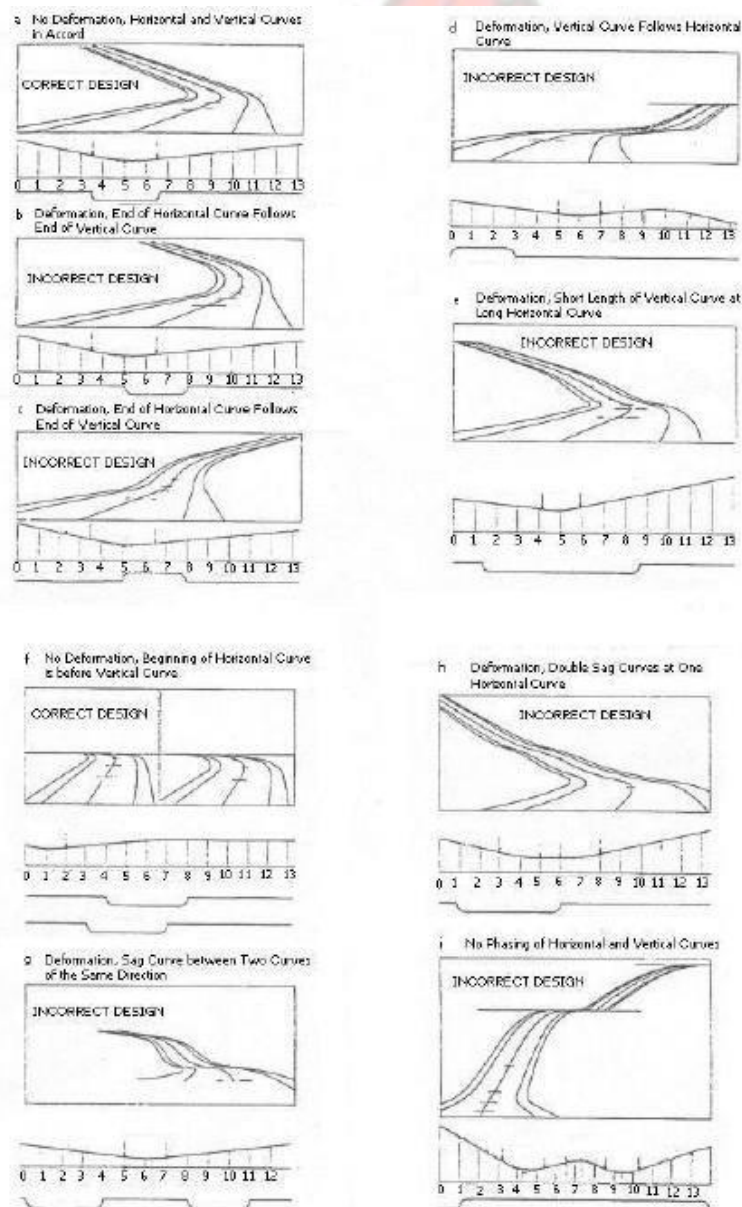 a No Deformation, Horizontal and Vertical Curves
in Accord
CORRECT DESIGN
0 1 2 3 4 5 6 7 8 9 10 11 12 13
b Deformation, End of Horizontal Curve Follows
End of Vertical Curve
INCORRECT DESIGN
0 1 2 3 4 5 6 7 8 9 10 11 12 13
c Deformation, End of Horizontal Curve Follows
End of Vertical Curve
INCORRECT DESIGN
0 1 2 3 4 5 6 7 8 9 10 11 12 13
d Deformation, Vertical Curve Follows Horizontal
Curve
INCORRECT DESIGN
0 1 2 3 4 5 6 7 8 9 10 11 12 13
e Deformation, Short Length of Vertical Curve at
Long Horizontal Curve
INCORRECT DESIGN
0 1 2 3 4 5 6 7 8 9 10 11 12 13
f No Deformation, Beginning of Horizontal Curve
is before Vertical Curve
CORRECT DESIGN
0 1 2 3 4 5 6 7 8 9 10 11 12 13
g Deformation, Sag Curve between Two Curves
of the Same Direction
INCORRECT DESIGN
0 1 2 3 4 5 6 7 8 9 10 11 12
h Deformation, Double Sag Curves at One
Horizontal Curve
INCORRECT DESIGN
0 1 2 3 4 5 6 7 8 9 10 11 12 13
i No Phasing of Horizontal and Vertical Curves
INCORRECT DESIGN
0 1 2 3 4 5 6 7 8 9 10 11 12 13